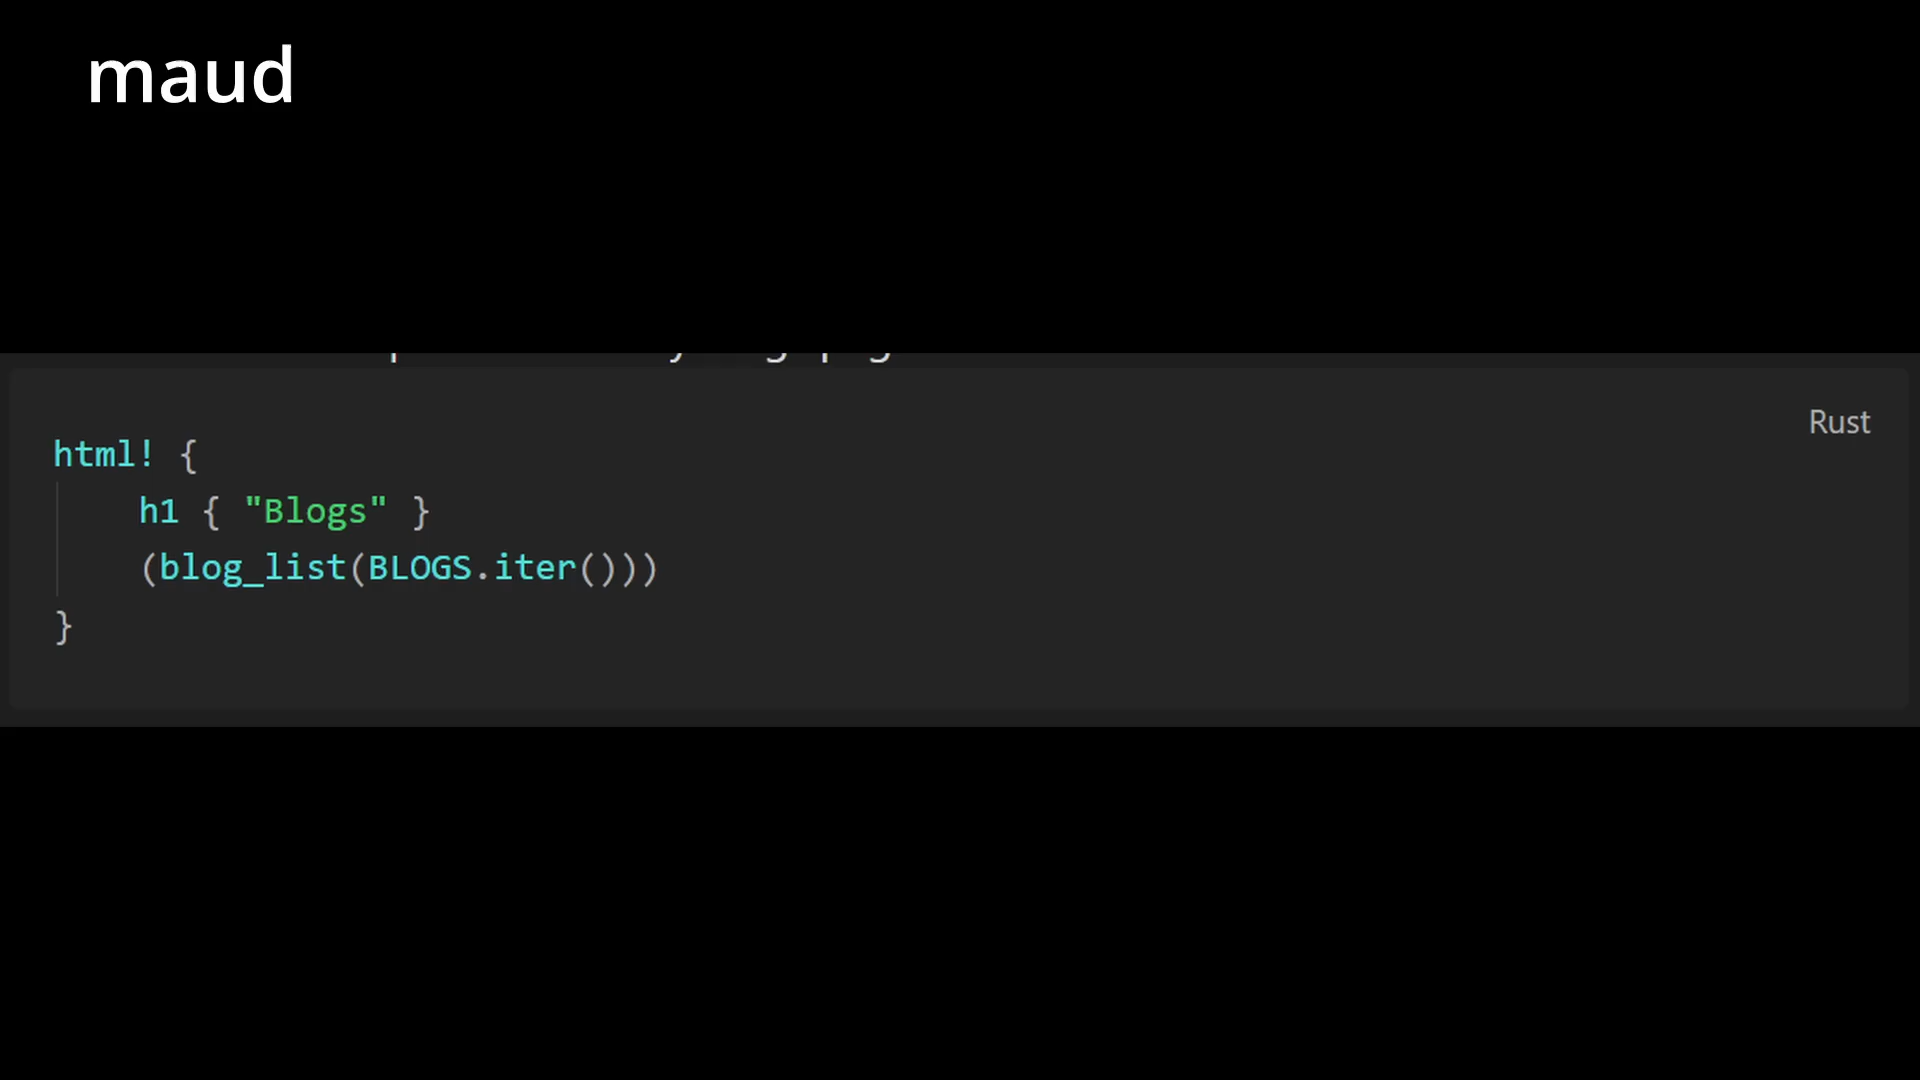 maud
Rust
html! {
h1 { "Blogs" }
(blog_list(BLOGS.iter()))
}